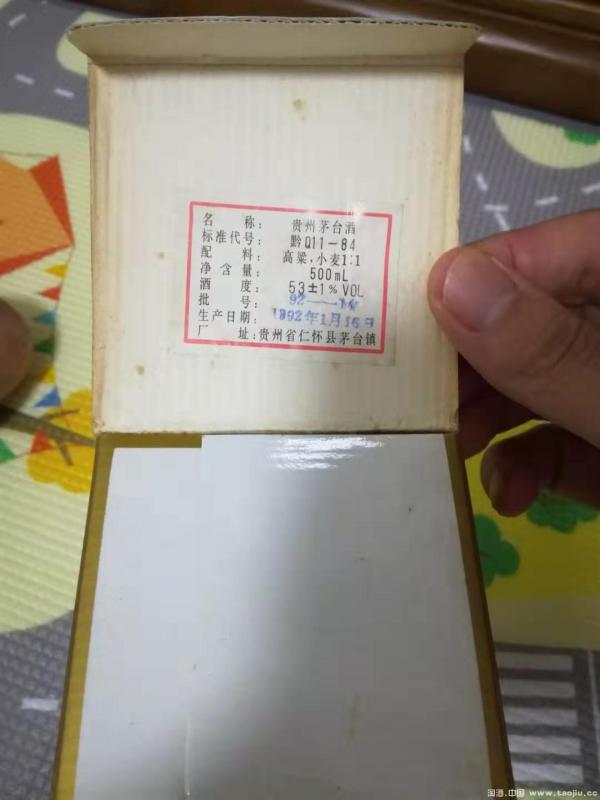 名称：贵州茅台酒
标准代号：黔Q11-84
配料：高粱，小麦1:1
净含量：500mL
酒度：53±1%VOL
批号：92——
生产日期：1992年1月16日
厂址：贵州省仁怀县茅台镇
淘酒.中国 www.taojiu.cc